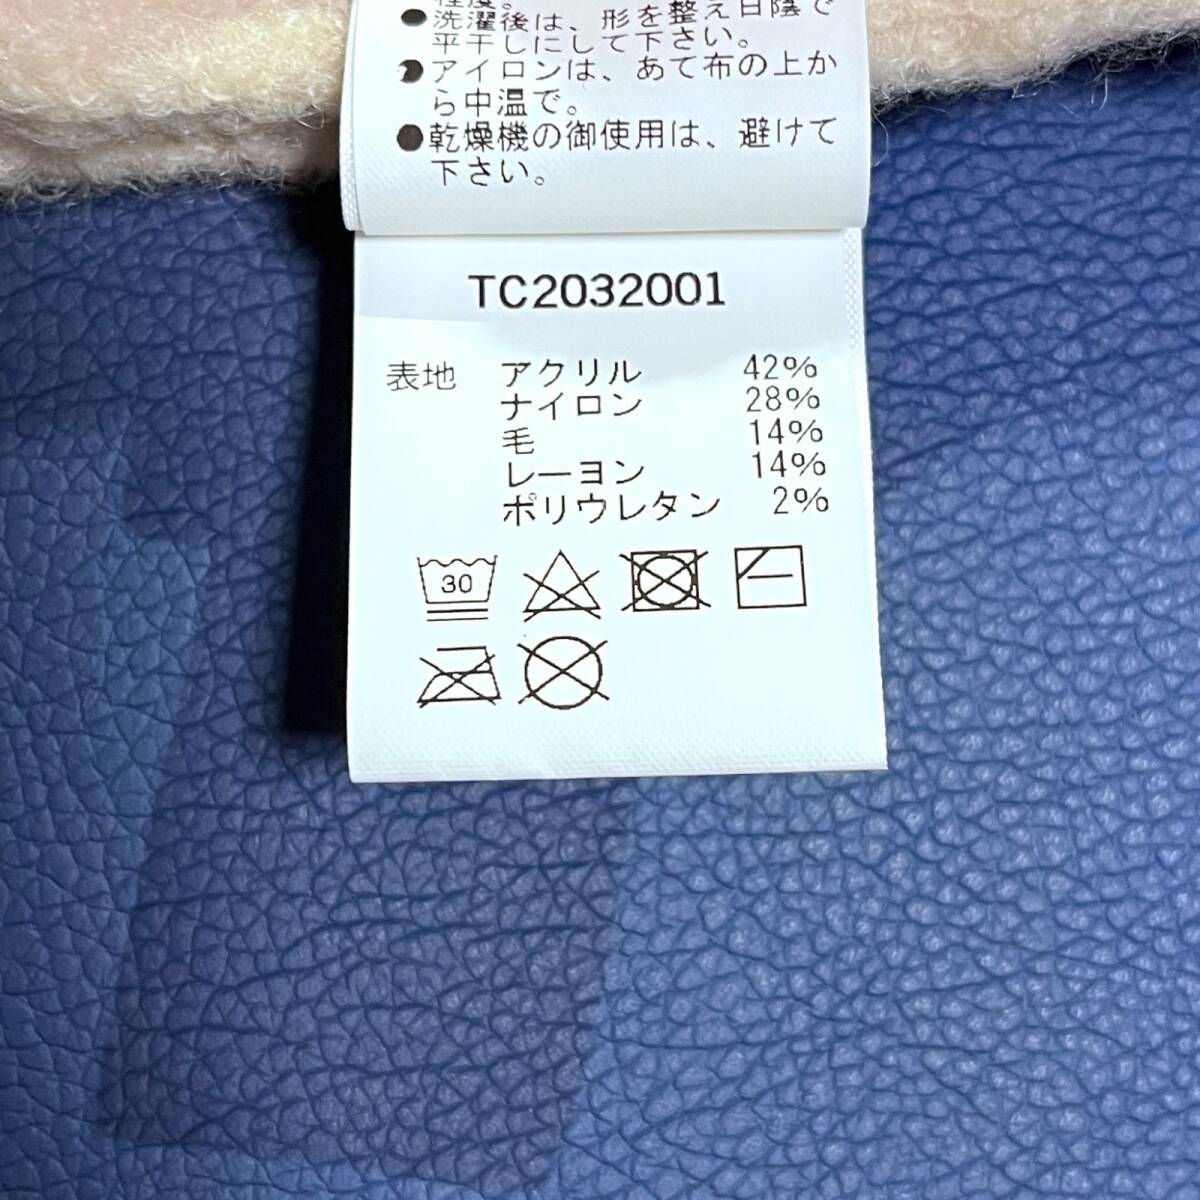 程度。
●洗濯後は、形を整え日陰で
平干しにして下さい。
●アイロンは、あて布の上か
ら中温で。
●乾燥機の御使用は、避けて
下さい。
TC2032001
表地 アクリル 42%
ナイロン 28%
毛 14%
レーヨン 14%
ポリウレタン 2%
30